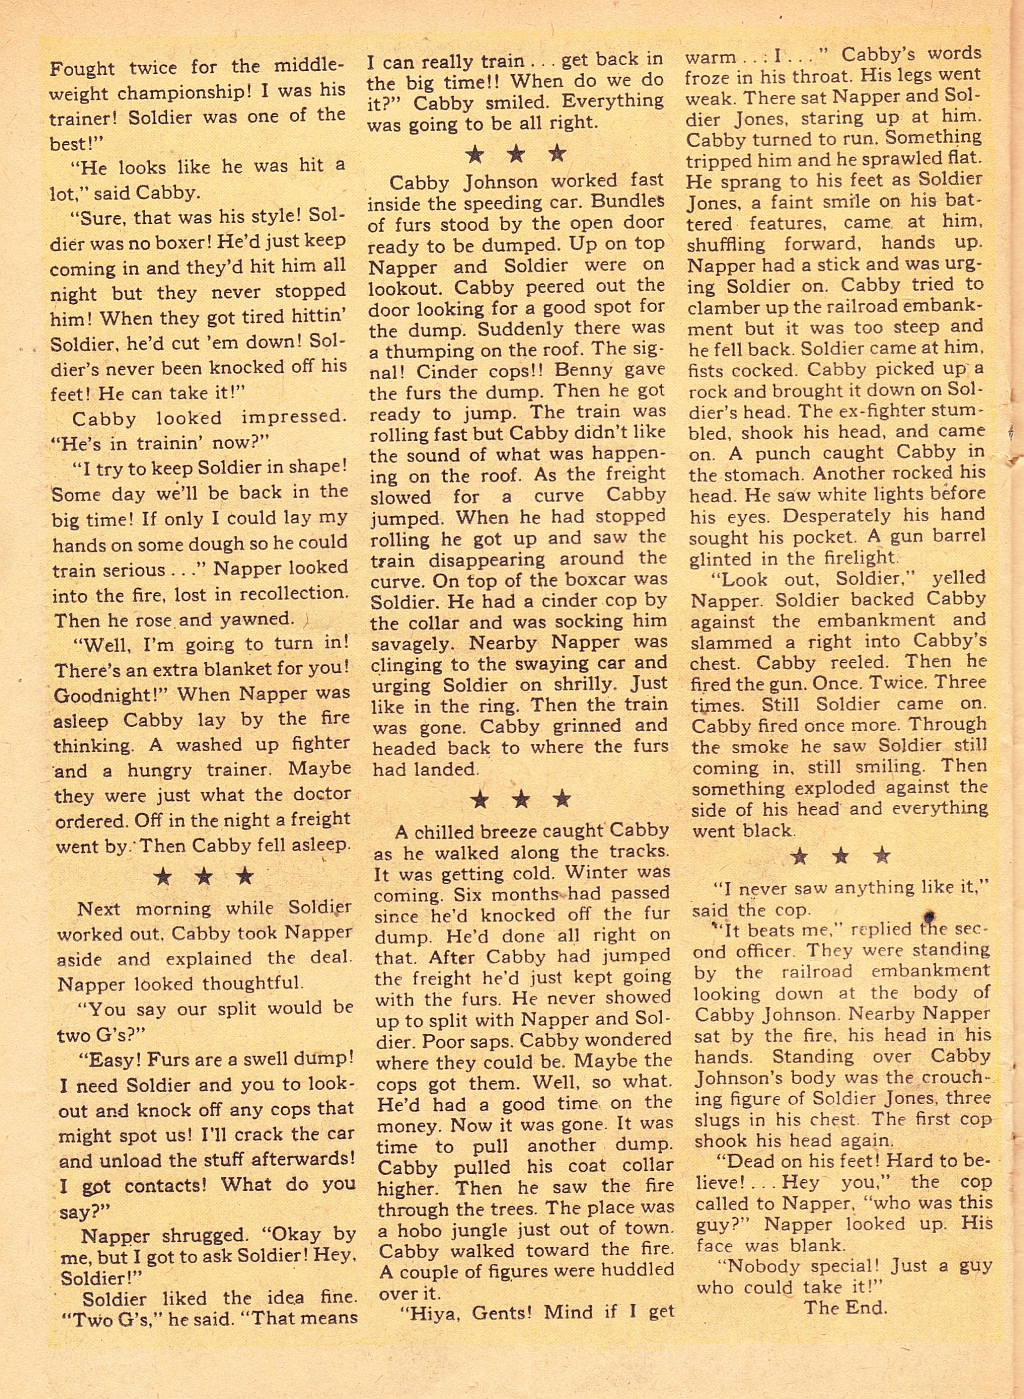 Fought twice for the middle-
weight championship! I was his
trainer! Soldier was one of the
best!”
“He looks like he was hit a
lot,” said Cabby.
“Sure, that was his style! Sol-
dier was no boxer! He’d just keep
coming in and they’d hit him all
night but they never stopped
him! When they got tired hittin’
Soldier, he’d cut ’em down! Sol-
dier’s never been knocked off his
feet! He can take it!”
Cabby looked impressed.
“He’s in trainin’ now?”
“I try to keep Soldier in shape!
Some day we’ll be back in the
big time! If only I could lay my
hands on some dough so he could
train serious . . .” Napper looked
into the fire, lost in recollection.
Then he rose and yawned.
“Well, I’m going to turn in!
There’s an extra blanket for you!
Goodnight!” When Napper was
asleep Cabby lay by the fire
thinking. A washed up fighter
and a hungry trainer. Maybe
they were just what the doctor
ordered. Off in the night a freight
went by. Then Cabby fell asleep.
★ ★ ★
Next morning while Soldier
worked out, Cabby took Napper
aside and explained the deal.
Napper looked thoughtful.
“You say our split would be
two G’s?”
“Easy! Furs are a swell dump!
I need Soldier and you to look-
out and knock off any cops that
might spot us! I’ll crack the car
and unload the stuff afterwards!
I got contacts! What do you
say?”
Napper shrugged. “Okay by
me, but I got to ask Soldier! Hey,
Soldier!”
Soldier liked the idea fine.
“Two G’s,” he said. “That means
I can really train . . . get back in
the big time!! When do we do
it?” Cabby smiled. Everything
was going to be all right.
★ ★ ★
Cabby Johnson worked fast
inside the speeding car. Bundles
of furs stood by the open door
ready to be dumped. Up on top
Napper and Soldier were on
lookout. Cabby peered out the
door looking for a good spot for
the dump. Suddenly there was
a thumping on the roof. The sig-
nal! Cinder cops!! Benny gave
the furs the dump. Then he got
ready to jump. The train was
rolling fast but Cabby didn’t like
the sound of what was happen-
ing on the roof. As the freight
slowed for a curve Cabby
jumped. When he had stopped
rolling he got up and saw the
train disappearing around the
curve. On top of the boxcar was
Soldier. He had a cinder cop by
the collar and was socking him
savagely. Nearby Napper was
clinging to the swaying car and
urging Soldier on shrilly. Just
like in the ring. Then the train
was gone. Cabby grinned and
headed back to where the furs
had landed.
★ ★ ★
A chilled breeze caught Cabby
as he walked along the tracks.
It was getting cold. Winter was
coming. Six months had passed
since he’d knocked off the fur
dump. He’d done all right on
that. After Cabby had jumped
the freight he’d just kept going
with the furs. He never showed
up to split with Napper and Sol-
dier. Poor saps. Cabby wondered
where they could be. Maybe the
cops got them. Well, so what.
He’d had a good time on the
money. Now it was gone. It was
time to pull another dump.
Cabby pulled his coat collar
higher. Then he saw the fire
through the trees. The place was
a hobo jungle just out of town.
Cabby walked toward the fire.
A couple of figures were huddled
over it.
“Hiya, Gents! Mind if I get
warm . . . I . . .” Cabby’s words
froze in his throat. His legs went
weak. There sat Napper and Sol-
dier Jones, staring up at him.
Cabby turned to run. Something
tripped him and he sprawled flat.
He sprang to his feet as Soldier
Jones, a faint smile on his bat-
tered features, came at him,
shuffling forward, hands up.
Napper had a stick and was urg-
ing Soldier on. Cabby tried to
clamber up the railroad embank-
ment but it was too steep and
he fell back. Soldier came at him,
fists cocked. Cabby picked up a
rock and brought it down on Sol-
dier’s head. The ex-fighter stum-
bled, shook his head, and came
on. A punch caught Cabby in
the stomach. Another rocked his
head. He saw white lights before
his eyes. Desperately his hand
sought his pocket. A gun barrel
glinted in the firelight.
“Look out, Soldier,” yelled
Napper. Soldier backed Cabby
against the embankment and
slammed a right into Cabby’s
chest. Cabby reeled. Then he
fired the gun. Once. Twice. Three
times. Still Soldier came on.
Cabby fired once more. Through
the smoke he saw Soldier still
coming in, still smiling. Then
something exploded against the
side of his head and everything
went black.
★ ★ ★
“I never saw anything like it,”
said the cop.
“It beats me,” replied the sec-
ond officer. They were standing
by the railroad embankment
looking down at the body of
Cabby Johnson. Nearby Napper
sat by the fire, his head in his
hands. Standing over Cabby
Johnson’s body was the crouch-
ing figure of Soldier Jones, three
slugs in his chest. The first cop
shook his head again.
“Dead on his feet! Hard to be-
lieve! . . . Hey you,” the cop
called to Napper, “who was this
guy?” Napper looked up. His
face was blank.
“Nobody special! Just a guy
who could take it!”
The End.